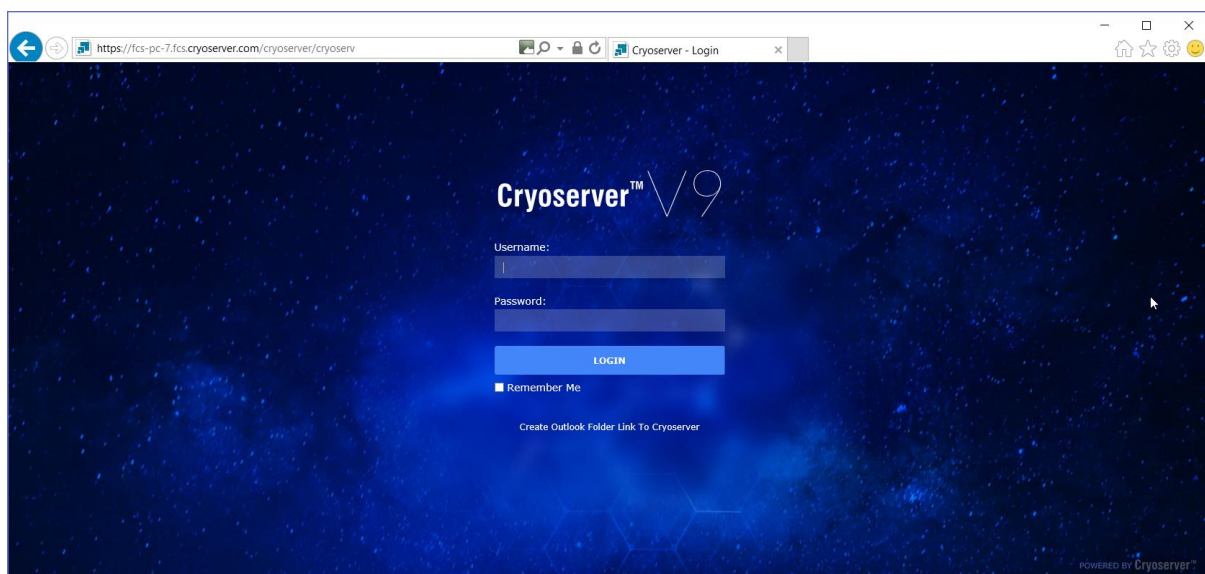 https://fcs-pc-7.fcs.cryoserver.com/cryoserver/cryoserv
Cryoserver - Login
Cryoserver™ V9
Username:
Password:
LOGIN
Remember Me
Create Outlook Folder Link To Cryoserver
POWERED BY Cryoserver™